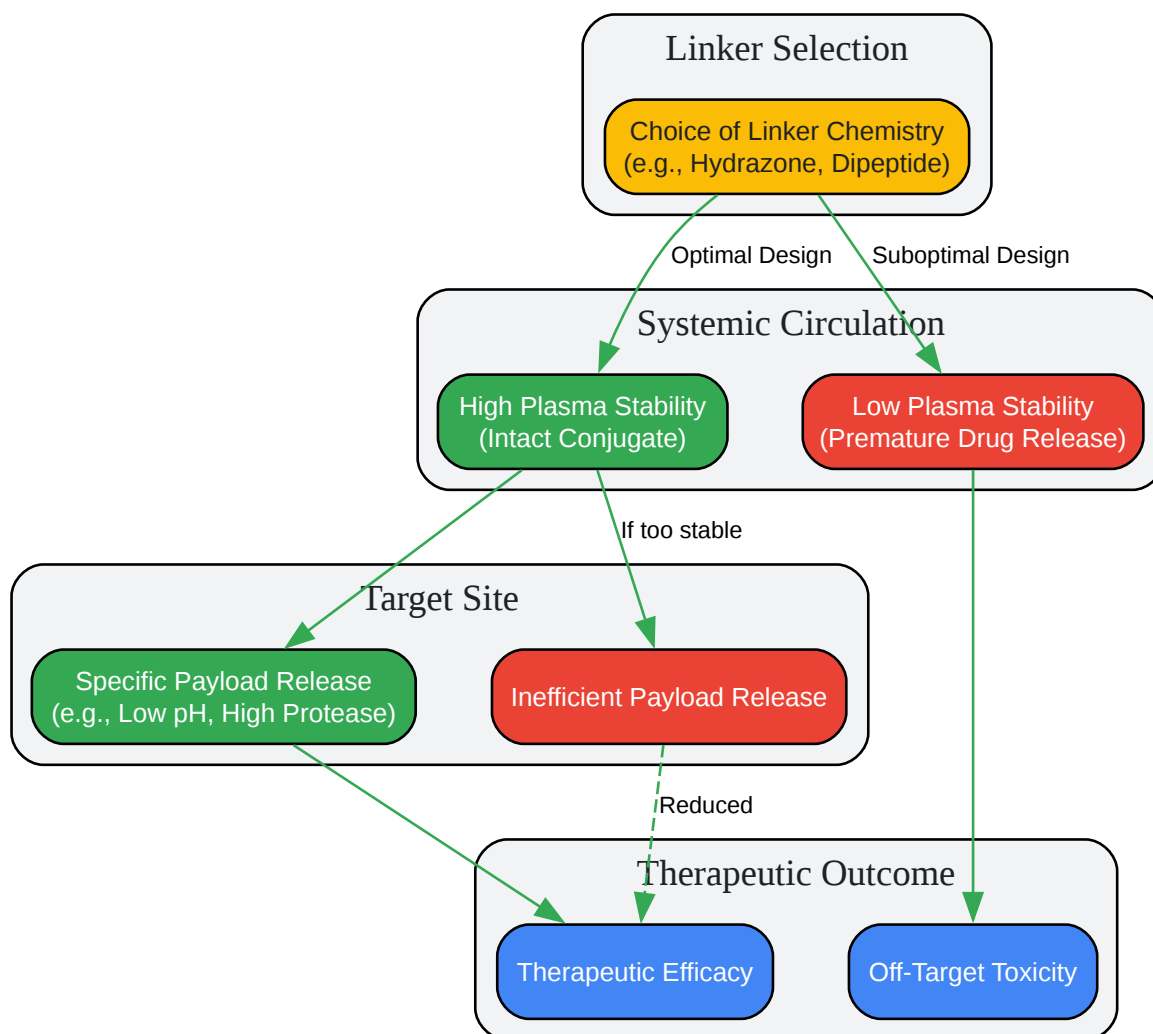 Linker Selection
Choice of Linker Chemistry
(e.g., Hydrazone, Dipeptide)
Optimal Design
Suboptimal Design
Systemic Circulation
High Plasma Stability
(Intact Conjugate)
Low Plasma Stability
(Premature Drug Release)
If too stable
Target Site
Specific Payload Release
(e.g., Low pH, High Protease)
Inefficient Payload Release
Reduced
Therapeutic Outcome
Therapeutic Efficacy
Off-Target Toxicity